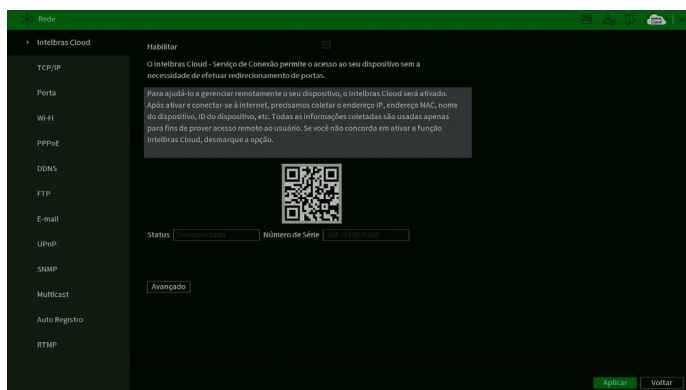 Rede
Intelbras Cloud
TCP/IP
Porta
Wi-Fi
PPPoE
DDNS
FTP
E-mail
UPnP
SNMP
Multicast
Auto Registro
RTMP
Habilitar
O Intelbras Cloud - Serviço de Conexão permite o acesso ao seu dispositivo sem a
necessidade de efetuar redirecionamento de portas.
Para ajudá-lo a gerenciar remotamente o seu dispositivo, o Intelbras Cloud será ativado.
Após ativar e conectar-se à internet, precisamos coletar o endereço IP, endereço MAC, nome
do dispositivo, ID do dispositivo, etc. Todas as informações coletadas são usadas apenas
para fins de prover acesso remoto ao usuário. Se você não concorda em ativar a função
Intelbras Cloud, desmarque a opção.
Status Desconectado Número de Série
Avançado
Aplicar Voltar